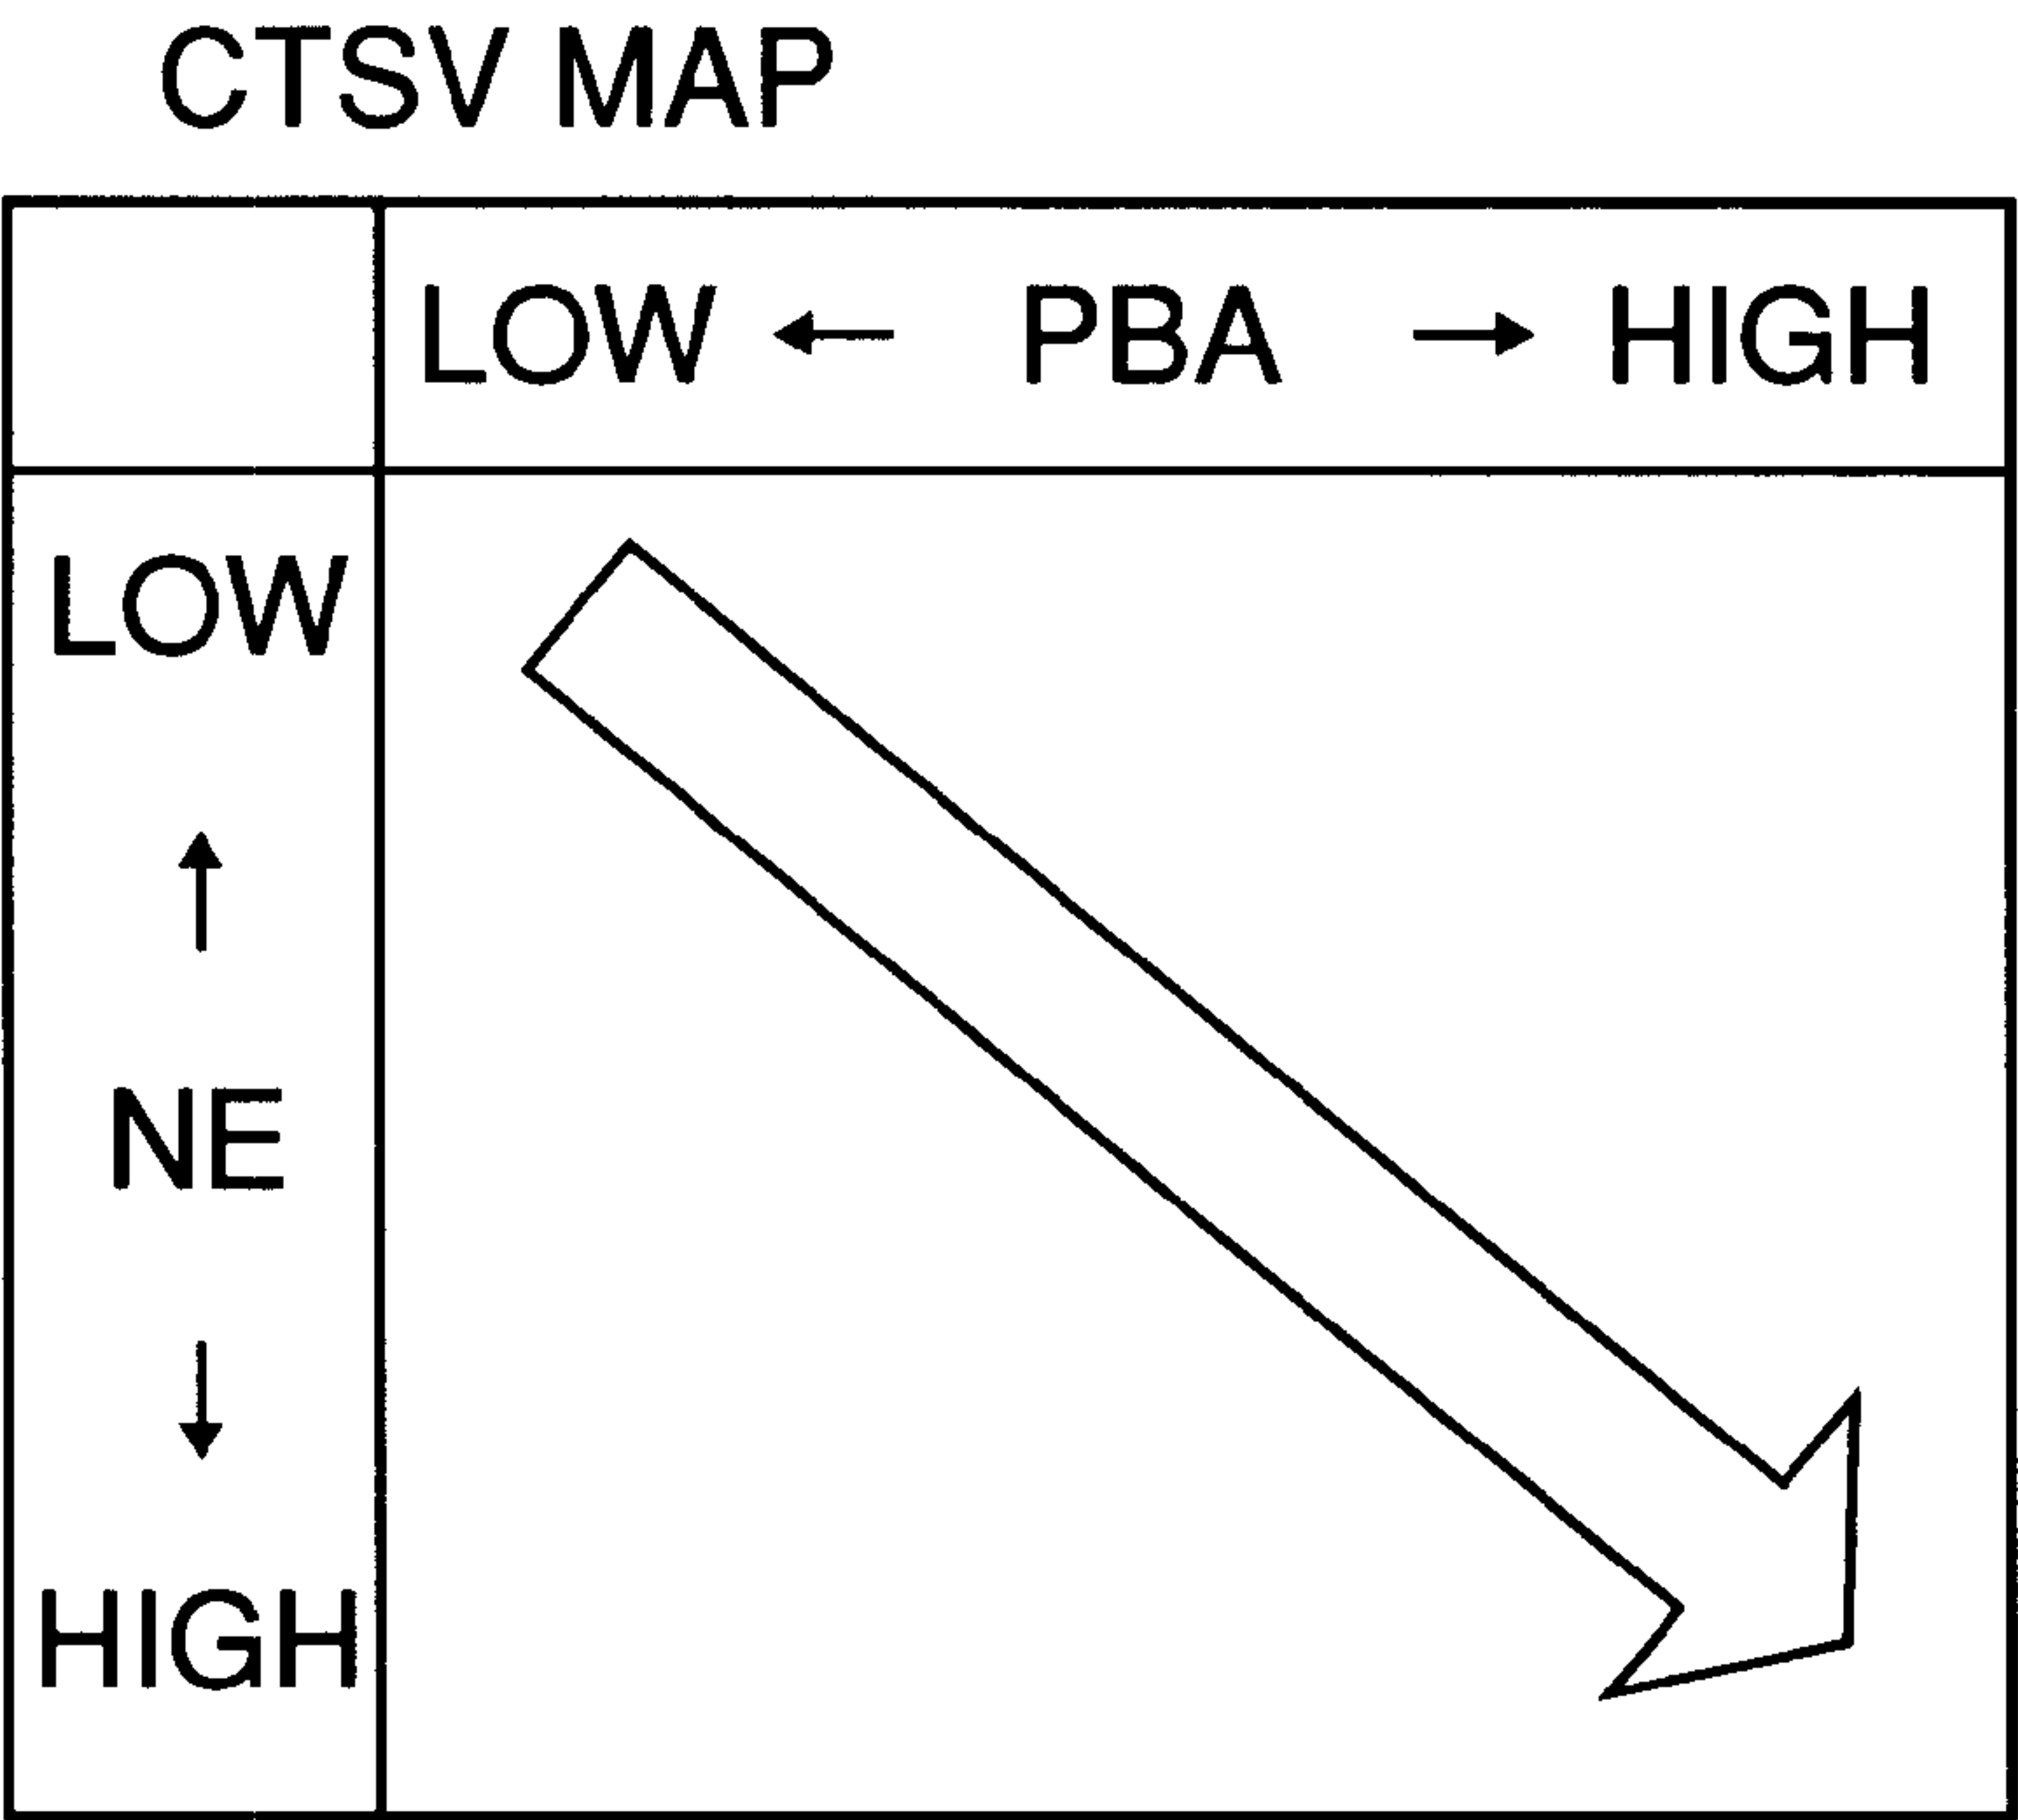 CTSV MAP
LOW ← PBA → HIGH
LOW
↑
NE
↓
HIGH